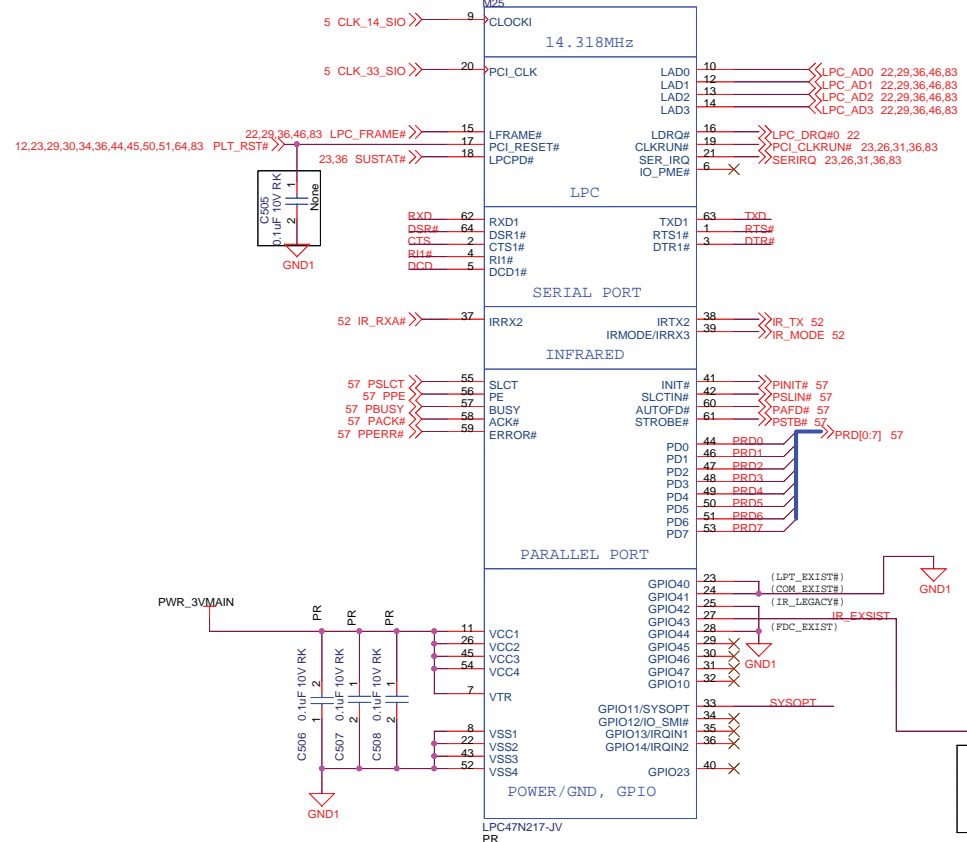 M25
5 CLK_14_SIO 9 CLOCKI
14.318MHz
5 CLK_33_SIO 20 PCI_CLK
LAD0 10 LPC_AD0 22,29,36,46,83
LAD1 12 LPC_AD1 22,29,36,46,83
LAD2 13 LPC_AD2 22,29,36,46,83
LAD3 14 LPC_AD3 22,29,36,46,83
22,29,36,46,83 LPC_FRAME# 15 LFRAME#
12,23,29,30,34,36,44,45,50,51,64,83 PLT_RST# 17 PCI_RESET#
23,36 SUSTAT# 18 LPCPD#
LDRQ# 16 LPC_DRQ#0 22
CLKRUN# 19 PCI_CLKRUN# 23,26,31,36,83
SER_IRQ 21 SERIRQ 23,26,31,36,83
IO_PME# 6
LPC
C505
0.1uF 10V RK
1
2
None
GND1
RXD 62 RXD1
DSR# 64 DSR1#
CTS 2 CTS1#
RI1# 4 RI1#
DCD 5 DCD1#
TXD1 63 TXD
RTS1# 1 RTS#
DTR1# 3 DTR#
SERIAL PORT
52 IR_RXA# 37 IRRX2
IRTX2 38 IR_TX 52
IRMODE/IRRX3 39 IR_MODE 52
INFRARED
57 PSLCT 55 SLCT
57 PPE 56 PE
57 PBUSY 57 BUSY
57 PACK# 58 ACK#
57 PPERR# 59 ERROR#
INIT# 41 PINIT# 57
SLCTIN# 42 PSLIN# 57
AUTOFD# 60 PAFD# 57
STROBE# 61 PSTB# 57
PD0 44 PRD0
PRD[0:7] 57
PD1 46 PRD1
PD2 47 PRD2
PD3 48 PRD3
PD4 49 PRD4
PD5 50 PRD5
PD6 51 PRD6
PD7 53 PRD7
PARALLEL PORT
GPIO40 23 (LPT_EXIST#)
GPIO41 24 (COM_EXIST#)
GPIO42 25 (IR_LEGACY#)
GPIO43 27 IR_EXSIST
GPIO44 28 (FDC_EXIST)
GPIO45 29
GPIO46 30
GPIO47 31
GPIO10 32
GND1
GND1
GPIO11/SYSOPT 33 SYSOPT
GPIO12/IO_SMI# 34
GPIO13/IRQIN1 35
GPIO14/IRQIN2 36
GPIO23 40
PWR_3VMAIN
11 VCC1
26 VCC2
45 VCC3
54 VCC4
7 VTR
8 VSS1
22 VSS2
43 VSS3
52 VSS4
PR
C506 0.1uF 10V RK
2
1
PR
C507 0.1uF 10V RK
1
2
PR
C508 0.1uF 10V RK
1
2
GND1
POWER/GND, GPIO
LPC47N217-JV
PR